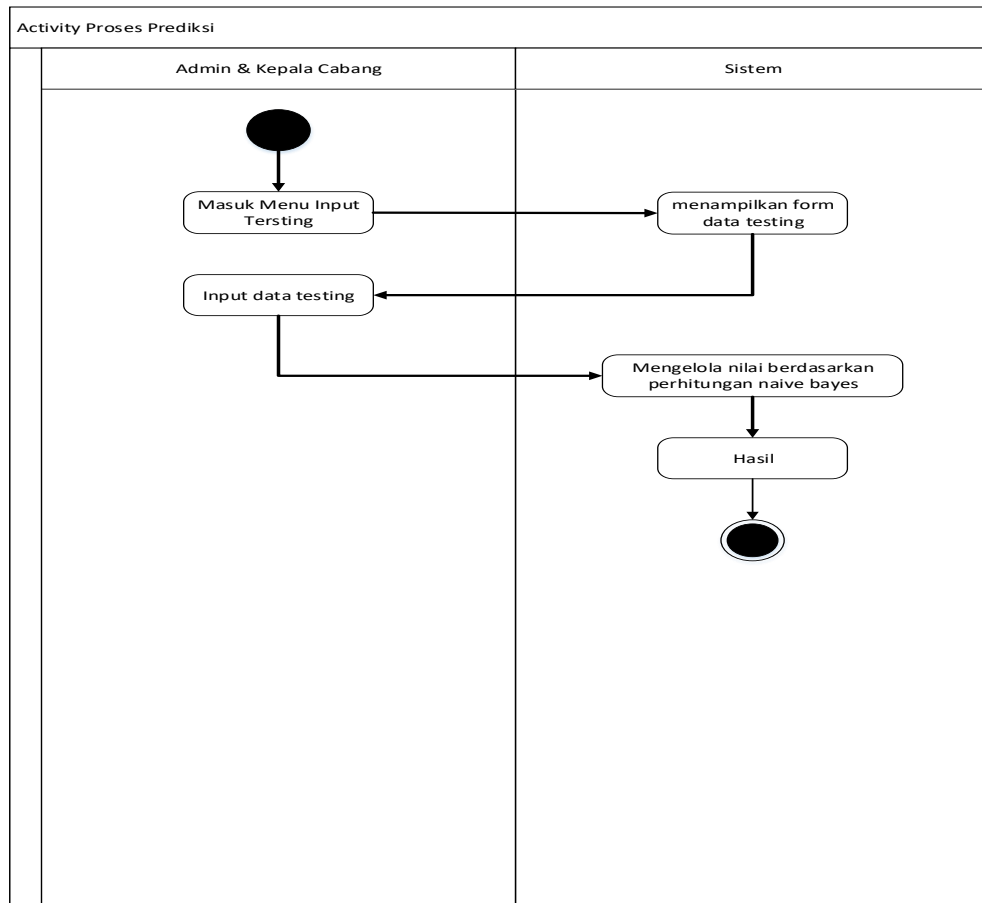 Activity Proses Prediksi
Admin & Kepala Cabang
Sistem
Masuk Menu Input
Tersting
menampilkan form
data testing
Input data testing
Mengelola nilai berdasarkan
perhitungan naive bayes
Hasil